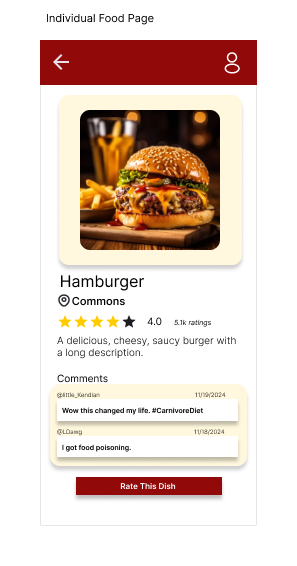 Individual Food Page
Hamburger
Commons
4.0 5.1k ratings
A delicious, cheesy, saucy burger with
a long description.
Comments
@little_Kendian 11/19/2024
Wow this changed my life. #CarnivoreDiet
@LDawg 11/18/2024
I got food poisoning.
Rate This Dish